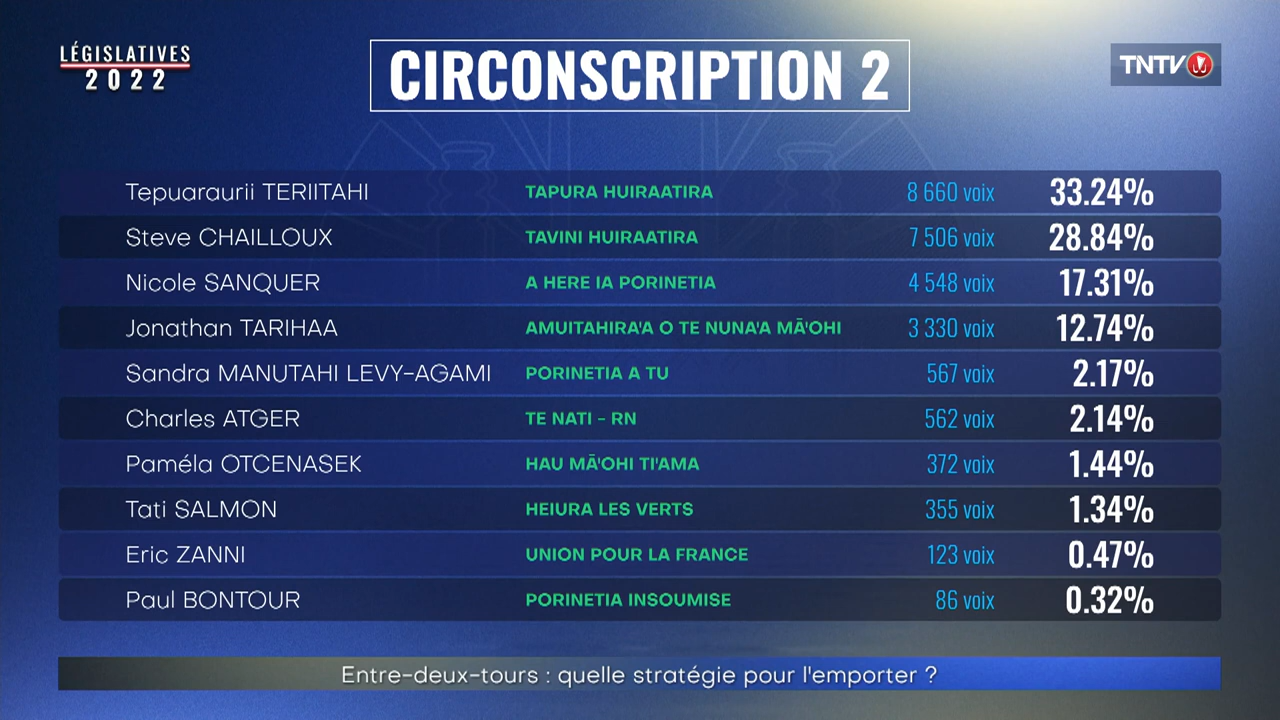 LÉGISLATIVES
2022
CIRCONSCRIPTION 2
TNTV
Tepuaraurii TERIITAHI TAPURA HUIRAATIRA 8 660 voix 33.24%
Steve CHAILLOUX TAVINI HUIRAATIRA 7 506 voix 28.84%
Nicole SANQUER A HERE IA PORINETIA 4 548 voix 17.31%
Jonathan TARIHAA AMUITAHIRA'A O TE NUNA'A MĀ'OHI 3 330 voix 12.74%
Sandra MANUTAHI LEVY-AGAMI PORINETIA A TU 567 voix 2.17%
Charles ATGER TE NATI - RN 562 voix 2.14%
Paméla OTCENASEK HAU MĀ'OHI TI'AMA 372 voix 1.44%
Tati SALMON HEIURA LES VERTS 355 voix 1.34%
Eric ZANNI UNION POUR LA FRANCE 123 voix 0.47%
Paul BONTOUR PORINETIA INSOUMISE 86 voix 0.32%
Entre-deux-tours : quelle stratégie pour l'emporter ?